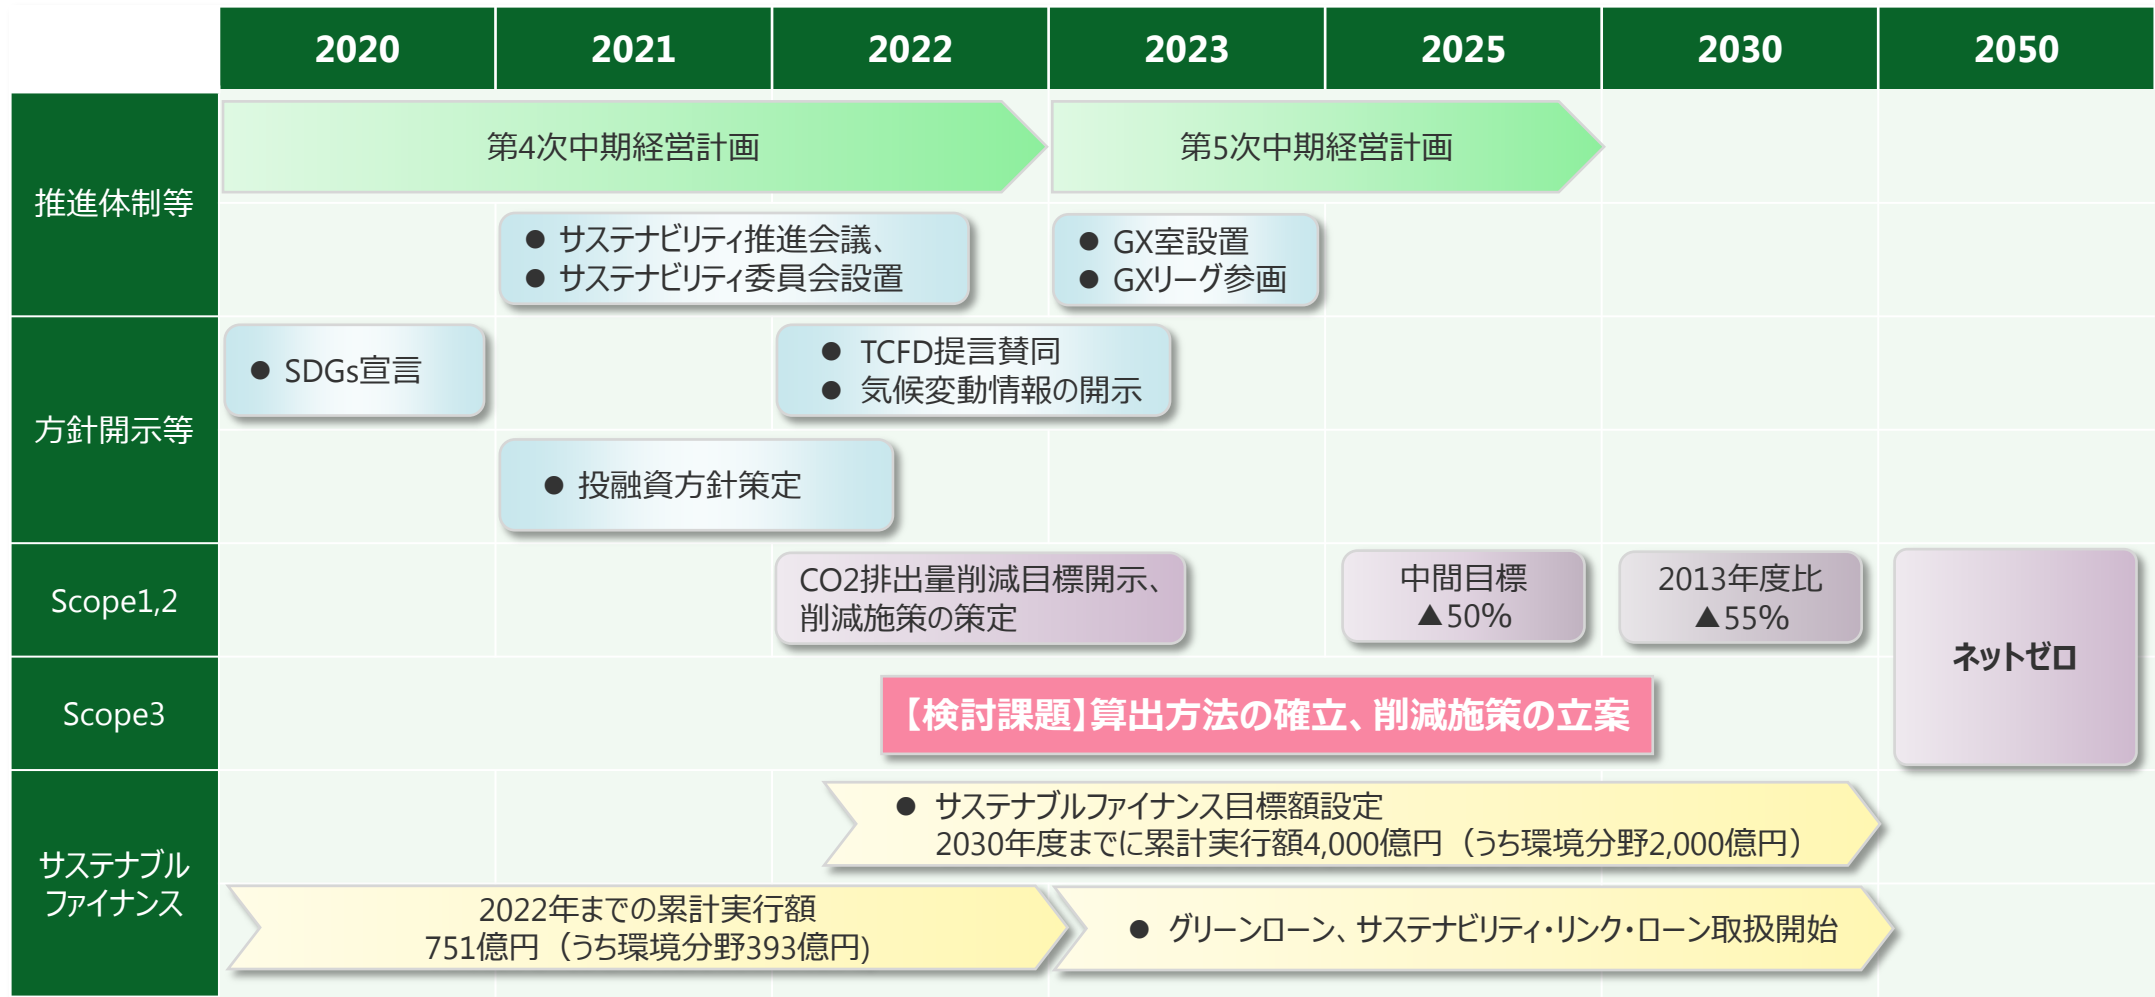 2020
2021
2022
2023
2025
2030
2050
推進体制等
第4次中期経営計画
第5次中期経営計画
● サステナビリティ推進会議、
● サステナビリティ委員会設置
● GX室設置
● GXリーグ参画
方針開示等
● SDGs宣言
● TCFD提言賛同
● 気候変動情報の開示
● 投融資方針策定
Scope1,2
CO2排出量削減目標開示、
削減施策の策定
中間目標
▲50%
2013年度比
▲55%
ネットゼロ
Scope3
【検討課題】算出方法の確立、削減施策の立案
サステナブル
ファイナンス
● サステナブルファイナンス目標額設定
2030年度までに累計実行額4,000億円（うち環境分野2,000億円）
2022年までの累計実行額
751億円（うち環境分野393億円)
● グリーンローン、サステナビリティ・リンク・ローン取扱開始